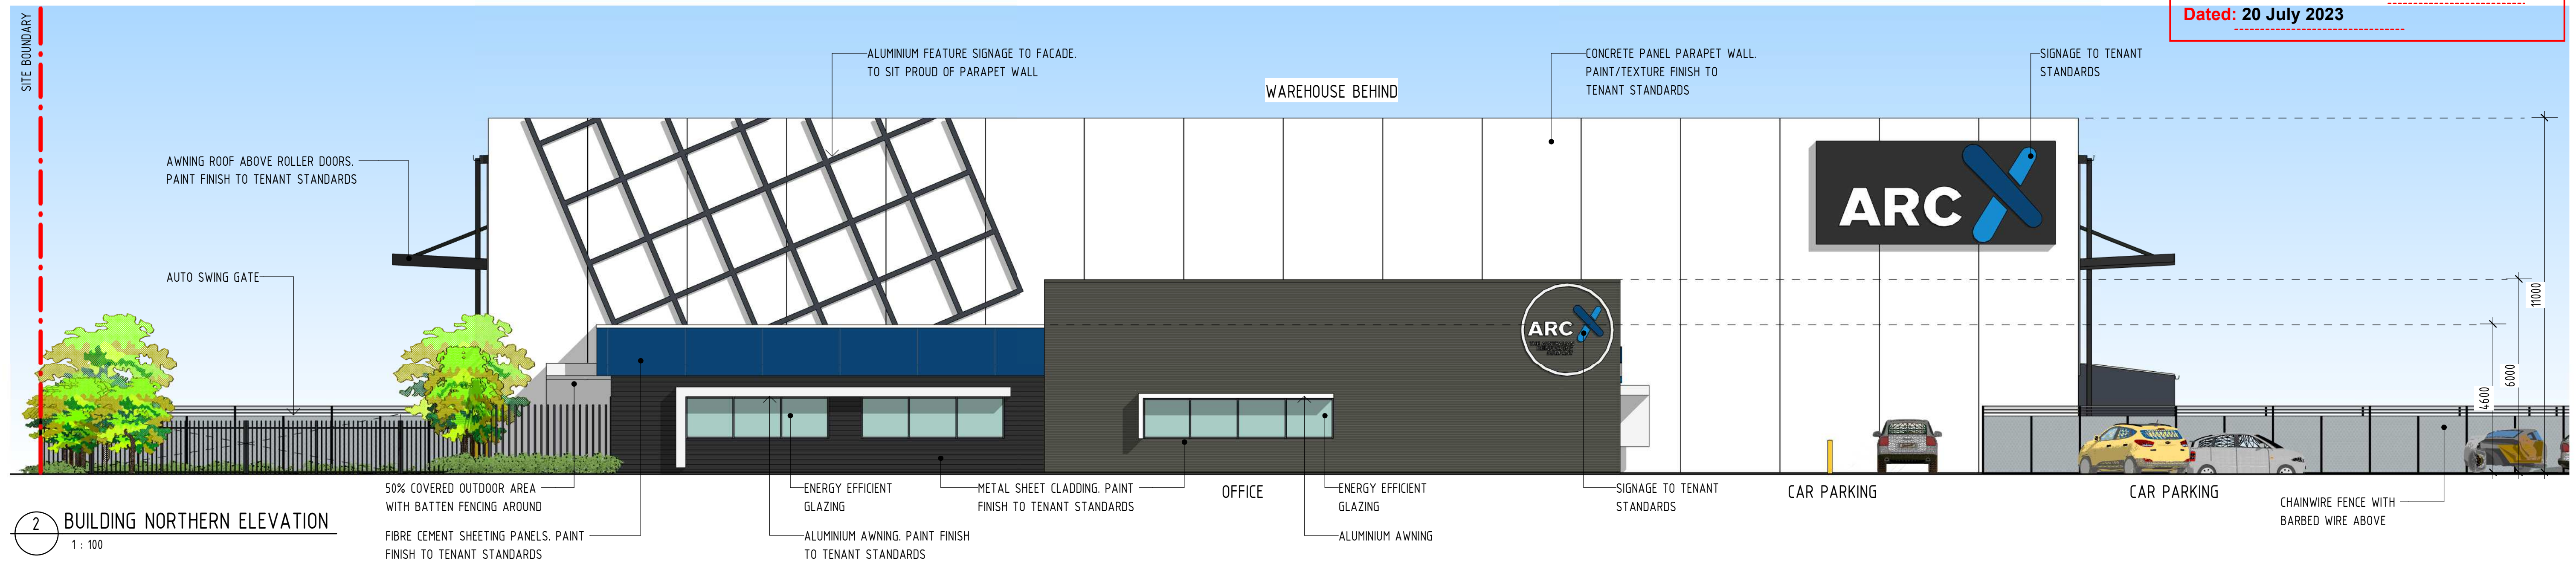 Dated: 20 July 2023
SITE BOUNDARY
ALUMINIUM FEATURE SIGNAGE TO FACADE.
TO SIT PROUD OF PARAPET WALL
WAREHOUSE BEHIND
CONCRETE PANEL PARAPET WALL.
PAINT/TEXTURE FINISH TO
TENANT STANDARDS
SIGNAGE TO TENANT
STANDARDS
AWNING ROOF ABOVE ROLLER DOORS.
PAINT FINISH TO TENANT STANDARDS
ARC X
AUTO SWING GATE
ARC X
11000
6000
4600
50% COVERED OUTDOOR AREA
WITH BATTEN FENCING AROUND
ENERGY EFFICIENT
GLAZING
METAL SHEET CLADDING. PAINT
FINISH TO TENANT STANDARDS
OFFICE
ENERGY EFFICIENT
GLAZING
SIGNAGE TO TENANT
STANDARDS
CAR PARKING
CAR PARKING
CHAINWIRE FENCE WITH
BARBED WIRE ABOVE
2
BUILDING NORTHERN ELEVATION
1 : 100
FIBRE CEMENT SHEETING PANELS. PAINT
FINISH TO TENANT STANDARDS
ALUMINIUM AWNING. PAINT FINISH
TO TENANT STANDARDS
ALUMINIUM AWNING